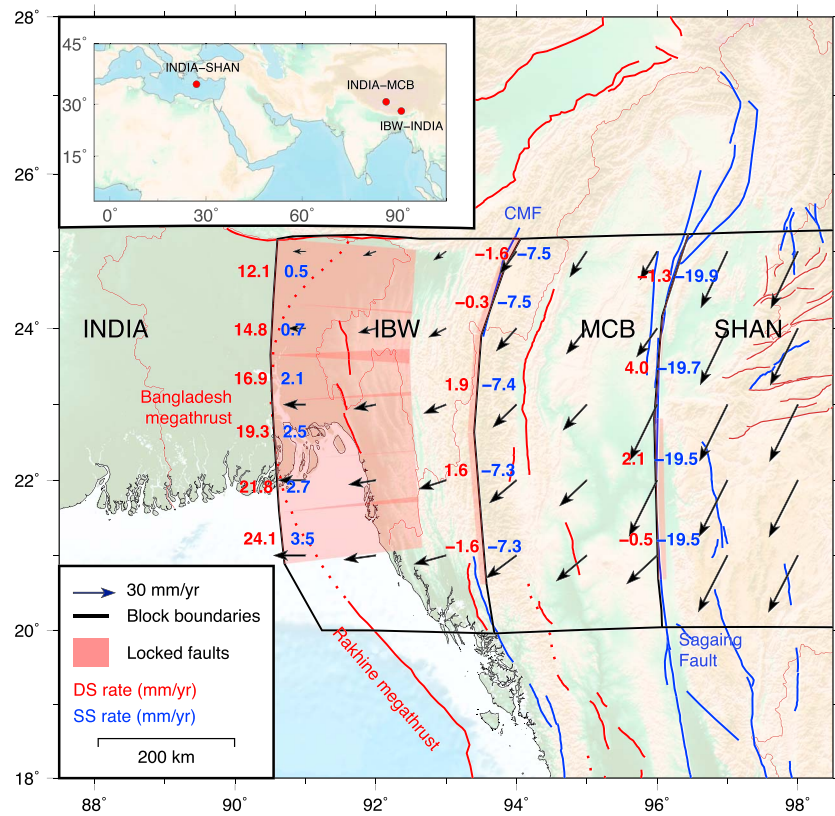 28°
26°
24°
22°
20°
18°
45°
30°
15°
0°
30°
60°
90°
INDIA–SHAN
INDIA–MCB
IBW–INDIA
CMF
12.1 0.5
−1.6 −7.5
−1.3 −19.9
−0.3 −7.5
INDIA
14.8 0.7
IBW
MCB
SHAN
4.0 −19.7
16.9 2.1
1.9 −7.4
Bangladesh
megathrust
19.3 2.5
2.1 −19.5
1.6 −7.3
21.8 2.7
24.1 3.5
−1.6 −7.3
−0.5 −19.5
30 mm/yr
Block boundaries
Locked faults
DS rate (mm/yr)
SS rate (mm/yr)
200 km
Rakhine megathrust
Sagaing
Fault
88°
90°
92°
94°
96°
98°